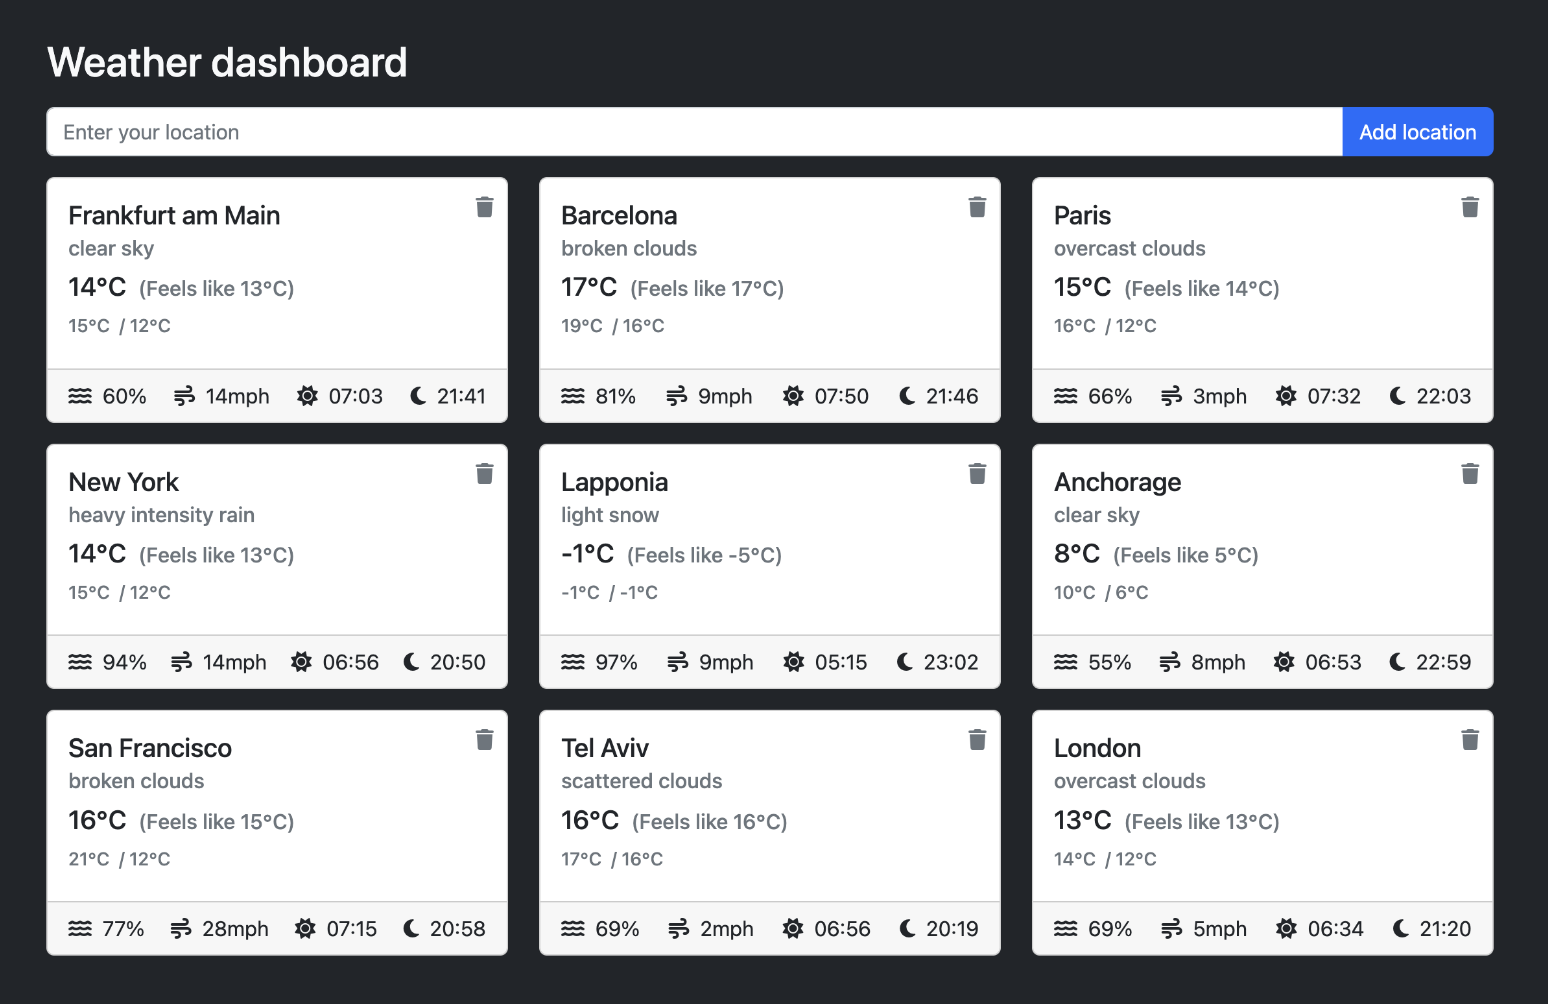 Weather dashboard
Enter your location
Add location
Frankfurt am Main
clear sky
14°C (Feels like 13°C)
15°C / 12°C
60% 14mph 07:03 21:41
Barcelona
broken clouds
17°C (Feels like 17°C)
19°C / 16°C
81% 9mph 07:50 21:46
Paris
overcast clouds
15°C (Feels like 14°C)
16°C / 12°C
66% 3mph 07:32 22:03
New York
heavy intensity rain
14°C (Feels like 13°C)
15°C / 12°C
94% 14mph 06:56 20:50
Lapponia
light snow
-1°C (Feels like -5°C)
-1°C / -1°C
97% 9mph 05:15 23:02
Anchorage
clear sky
8°C (Feels like 5°C)
10°C / 6°C
55% 8mph 06:53 22:59
San Francisco
broken clouds
16°C (Feels like 15°C)
21°C / 12°C
77% 28mph 07:15 20:58
Tel Aviv
scattered clouds
16°C (Feels like 16°C)
17°C / 16°C
69% 2mph 06:56 20:19
London
overcast clouds
13°C (Feels like 13°C)
14°C / 12°C
69% 5mph 06:34 21:20